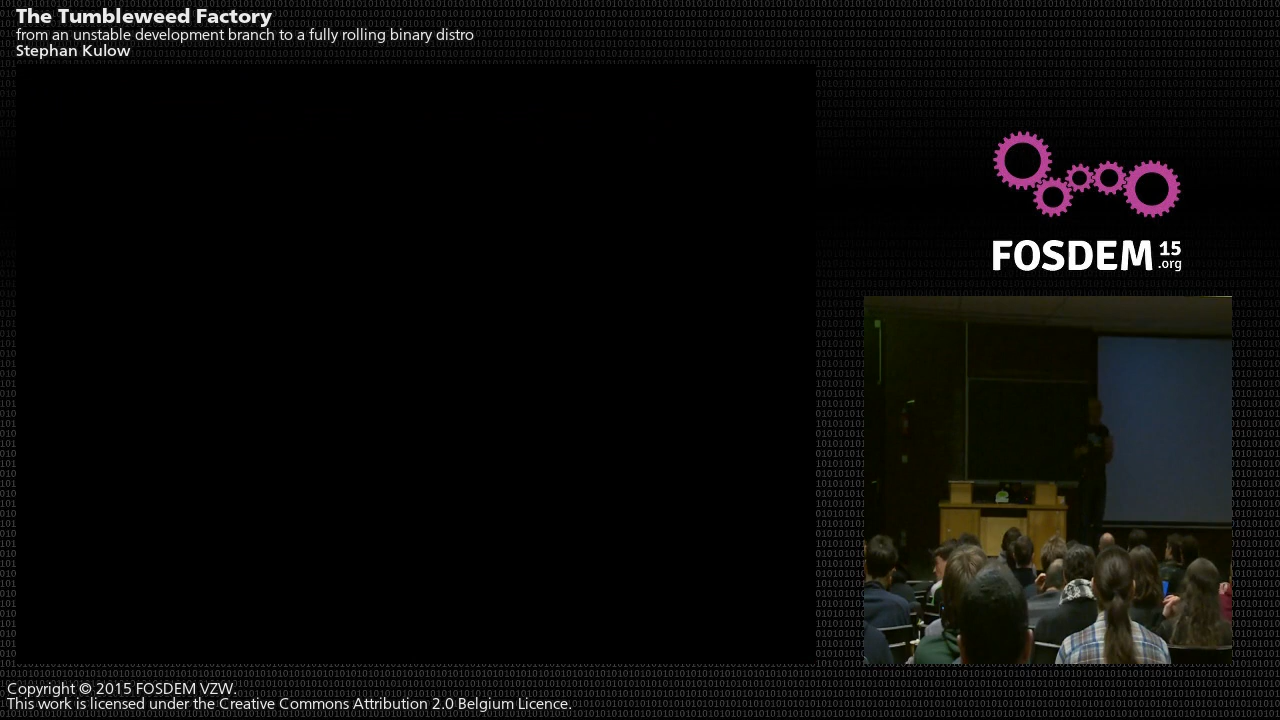 The Tumbleweed Factory
from an unstable development branch to a fully rolling binary distro
Stephan Kulow
FOSDEM 15
.org
Copyright © 2015 FOSDEM VZW.
This work is licensed under the Creative Commons Attribution 2.0 Belgium Licence.